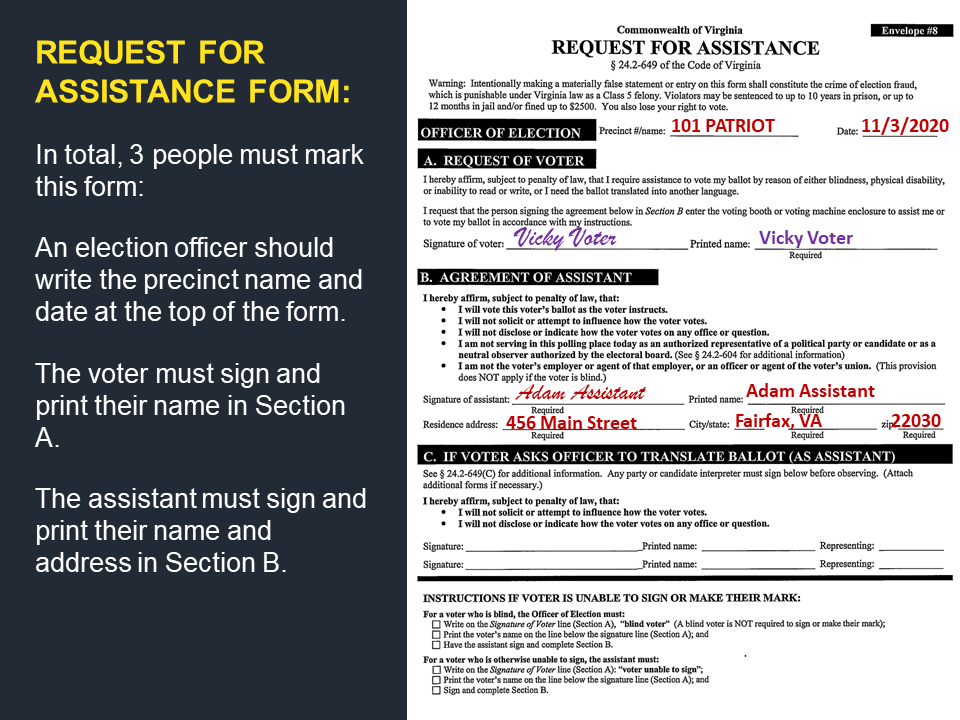 REQUEST FOR
ASSISTANCE FORM:
In total, 3 people must mark
this form:
An election officer should
write the precinct name and
date at the top of the form.
The voter must sign and
print their name in Section
A.
The assistant must sign and
print their name and
address in Section B.
Commonwealth of Virginia
Envelope #8
REQUEST FOR ASSISTANCE
§ 24.2-649 of the Code of Virginia
Warning: Intentionally making a materially false statement or entry on this form shall constitute the crime of election fraud,
which is punishable under Virginia law as a Class 5 felony. Violators may be sentenced to up to 10 years in prison, or up to
12 months in jail and/or fined up to $2500. You also lose your right to vote.
OFFICER OF ELECTION Precinct #/name: 101 PATRIOT Date: 11/3/2020
A. REQUEST OF VOTER
I hereby affirm, subject to penalty of law, that I require assistance to vote my ballot by reason of either blindness, physical disability,
or inability to read or write, or I need the ballot translated into another language.
I request that the person signing the agreement below in Section B enter the voting booth or voting machine enclosure to assist me or
to vote my ballot in accordance with my instructions.
Signature of voter: Vicky Voter Printed name: Vicky Voter
Required
B. AGREEMENT OF ASSISTANT
I hereby affirm, subject to penalty of law, that:
• I will vote this voter's ballot as the voter instructs.
• I will not solicit or attempt to influence how the voter votes.
• I will not disclose or indicate how the voter votes on any office or question.
• I am not serving in this polling place today as an authorized representative of a political party or candidate or as a
neutral observer authorized by the electoral board. (See § 24.2-604 for additional information)
• I am not the voter's employer or agent of that employer, or an officer or agent of the voter's union. (This provision
does NOT apply if the voter is blind.)
Signature of assistant: Adam Assistant Printed name: Adam Assistant
Required Required
Residence address: 456 Main Street City/state: Fairfax, VA zip 22030
Required Required Required
C. IF VOTER ASKS OFFICER TO TRANSLATE BALLOT (AS ASSISTANT)
See § 24.2-649(C) for additional information. Any party or candidate interpreter must sign below before observing. (Attach
additional forms if necessary.)
I hereby affirm, subject to penalty of law, that:
• I will not solicit or attempt to influence how the voter votes.
• I will not disclose or indicate how the voter votes on any office or question.
Signature: Printed name: Representing:
Signature: Printed name: Representing:
INSTRUCTIONS IF VOTER IS UNABLE TO SIGN OR MAKE THEIR MARK:
For a voter who is blind, the Officer of Election must:
☐ Write on the Signature of Voter line (Section A), "blind voter" (A blind voter is NOT required to sign or make their mark);
☐ Print the voter's name on the line below the signature line (Section A); and
☐ Have the assistant sign and complete Section B.
For a voter who is otherwise unable to sign, the assistant must:
☐ Write on the Signature of Voter line (Section A): "voter unable to sign";
☐ Print the voter's name on the line below the signature line (Section A); and
☐ Sign and complete Section B.